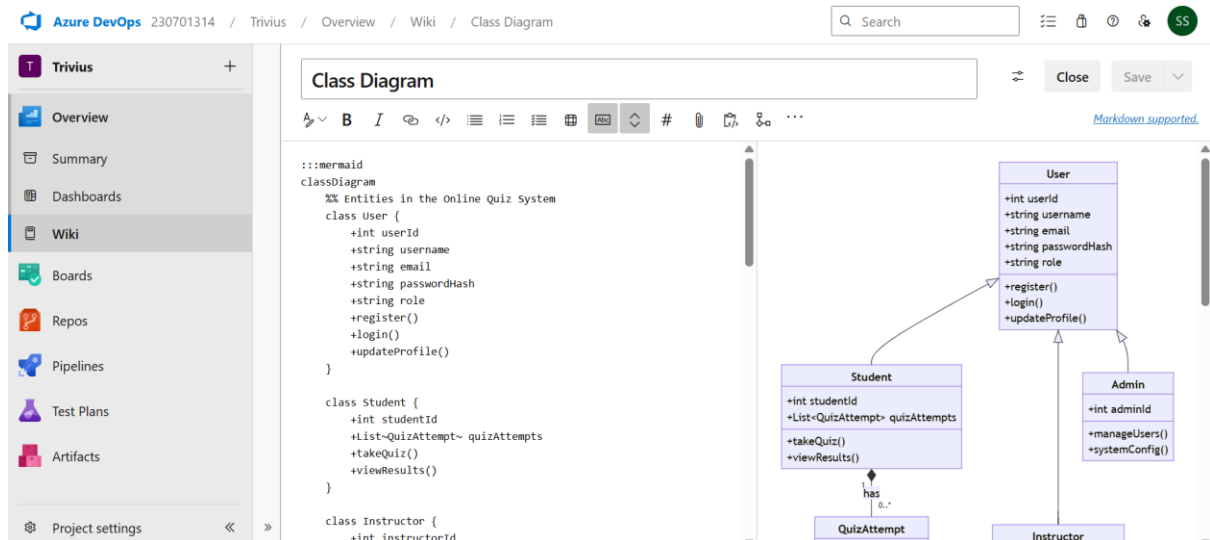 Azure DevOps 230701314 / Trivius / Overview / Wiki / Class Diagram
Search
SS
T Trivius +
Overview
Summary
Dashboards
Wiki
Boards
Repos
Pipelines
Test Plans
Artifacts
Project settings
Class Diagram
Close
Save
B I </> Abc # ...
Markdown supported.
:::mermaid
classDiagram
%% Entities in the Online Quiz System
class User {
+int userId
+string username
+string email
+string passwordHash
+string role
+register()
+login()
+updateProfile()
}
class Student {
+int studentId
+List~QuizAttempt~ quizAttempts
+takeQuiz()
+viewResults()
}
class Instructor {
+int instructorId
User
+int userId
+string username
+string email
+string passwordHash
+string role
+register()
+login()
+updateProfile()
Student
+int studentId
+List<QuizAttempt> quizAttempts
+takeQuiz()
+viewResults()
Admin
+int adminId
+manageUsers()
+systemConfig()
1
has
0..*
QuizAttempt
Instructor